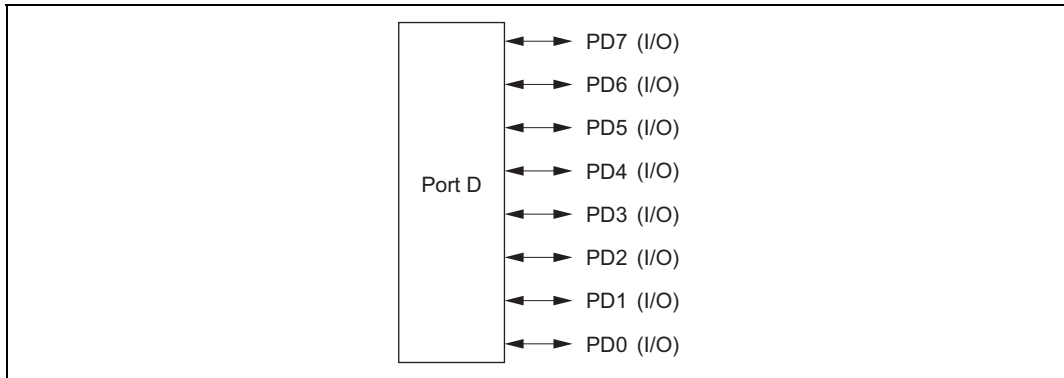 PD7 (I/O)
PD6 (I/O)
PD5 (I/O)
PD4 (I/O)
Port D
PD3 (I/O)
PD2 (I/O)
PD1 (I/O)
PD0 (I/O)